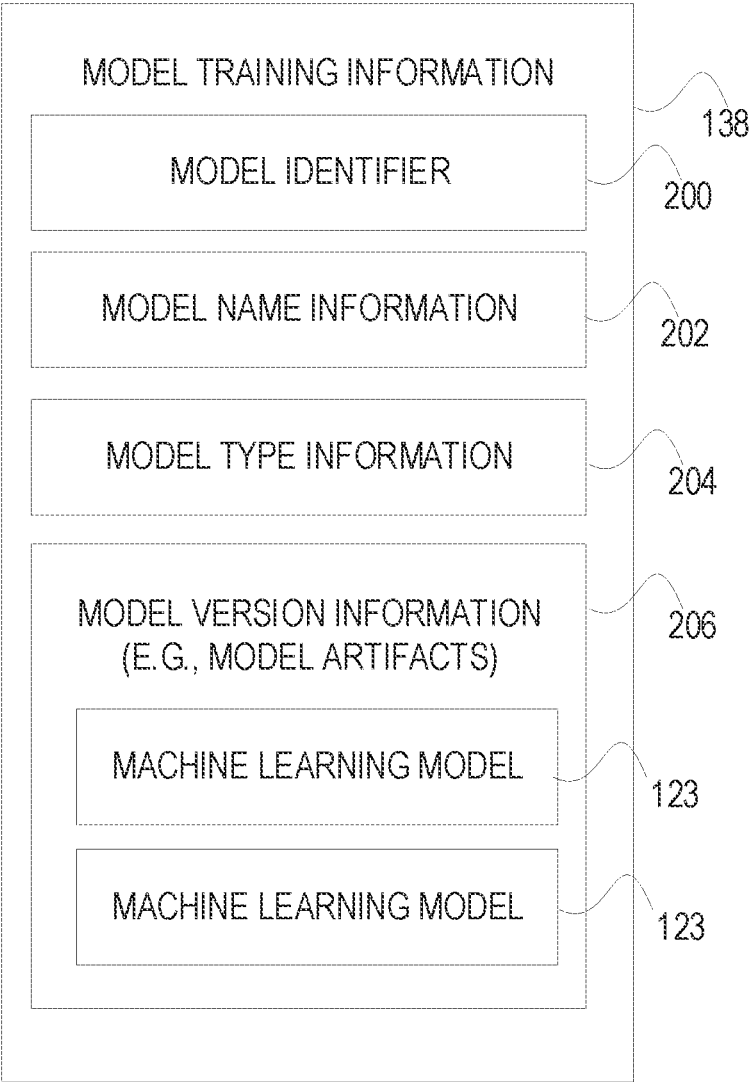 MODEL TRAINING INFORMATION
138
MODEL IDENTIFIER
200
MODEL NAME INFORMATION
202
MODEL TYPE INFORMATION
204
MODEL VERSION INFORMATION
(E.G., MODEL ARTIFACTS)
206
MACHINE LEARNING MODEL
123
MACHINE LEARNING MODEL
123